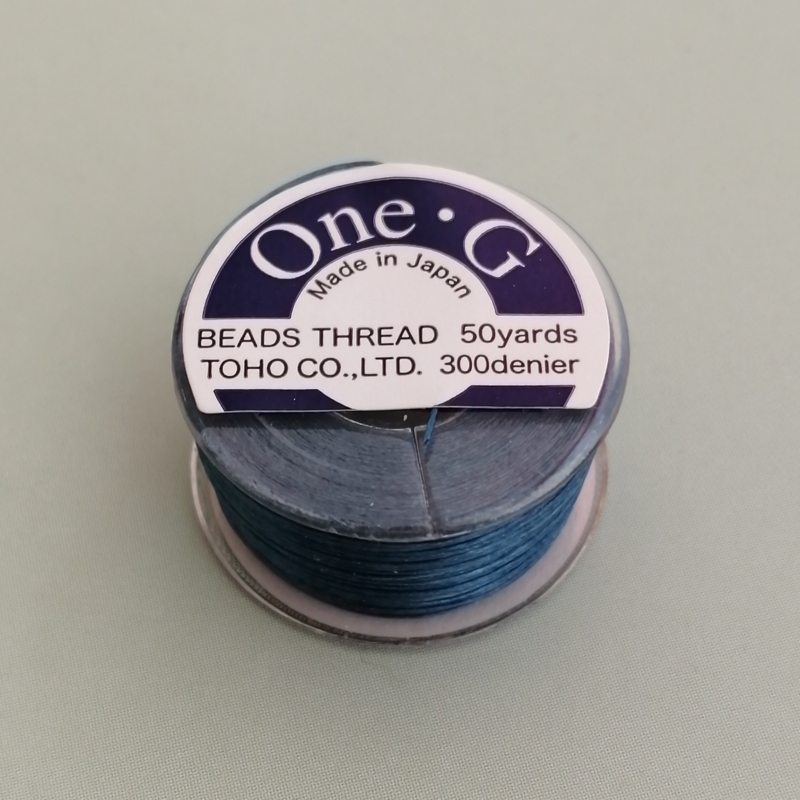 One·G
Made in Japan
BEADS THREAD 50yards
TOHO CO.,LTD. 300denier